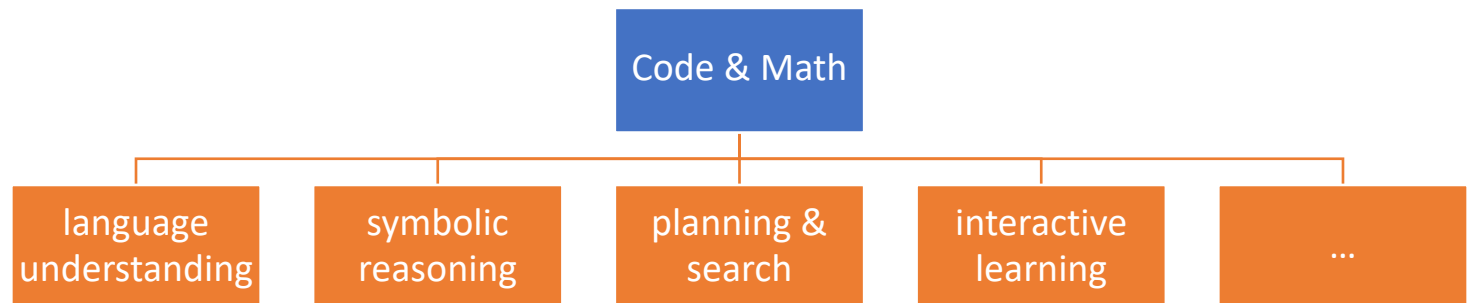 Code & Math
language
understanding
symbolic
reasoning
planning &
search
interactive
learning
...